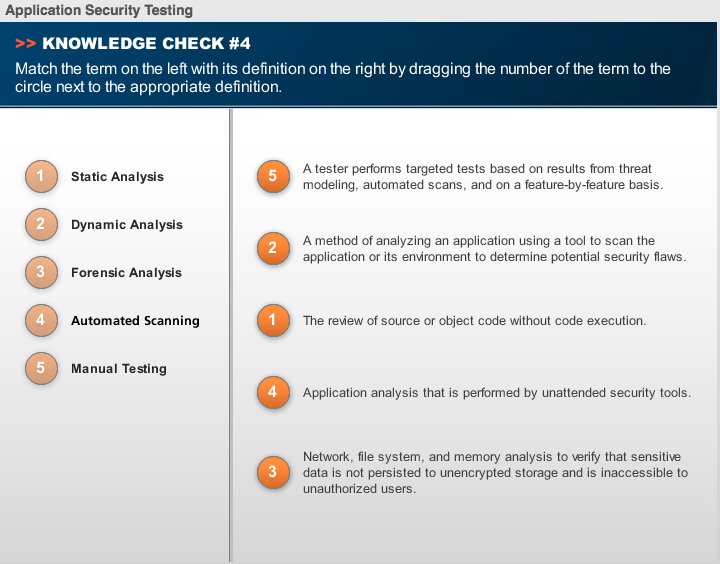 Application Security Testing
>> KNOWLEDGE CHECK #4
Match the term on the left with its definition on the right by dragging the number of the term to the
circle next to the appropriate definition.
1 Static Analysis
2 Dynamic Analysis
3 Forensic Analysis
4 Automated Scanning
5 Manual Testing
5 A tester performs targeted tests based on results from threat
modeling, automated scans, and on a feature-by-feature basis.
2 A method of analyzing an application using a tool to scan the
application or its environment to determine potential security flaws.
1 The review of source or object code without code execution.
4 Application analysis that is performed by unattended security tools.
3 Network, file system, and memory analysis to verify that sensitive
data is not persisted to unencrypted storage and is inaccessible to
unauthorized users.